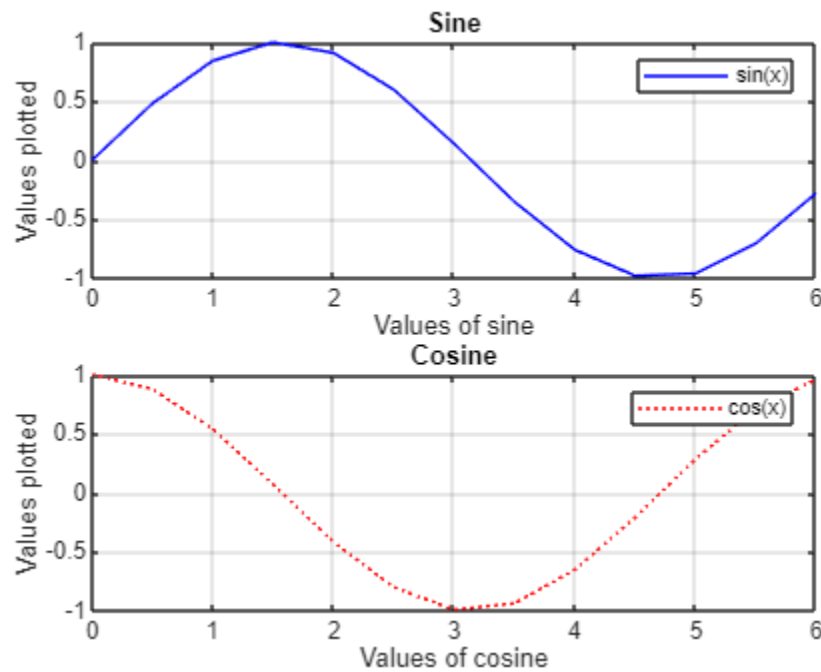 Sine
sin(x)
Values plotted
1
0.5
0
-0.5
-1
0 1 2 3 4 5 6
Values of sine
Cosine
cos(x)
Values plotted
1
0.5
0
-0.5
-1
0 1 2 3 4 5 6
Values of cosine